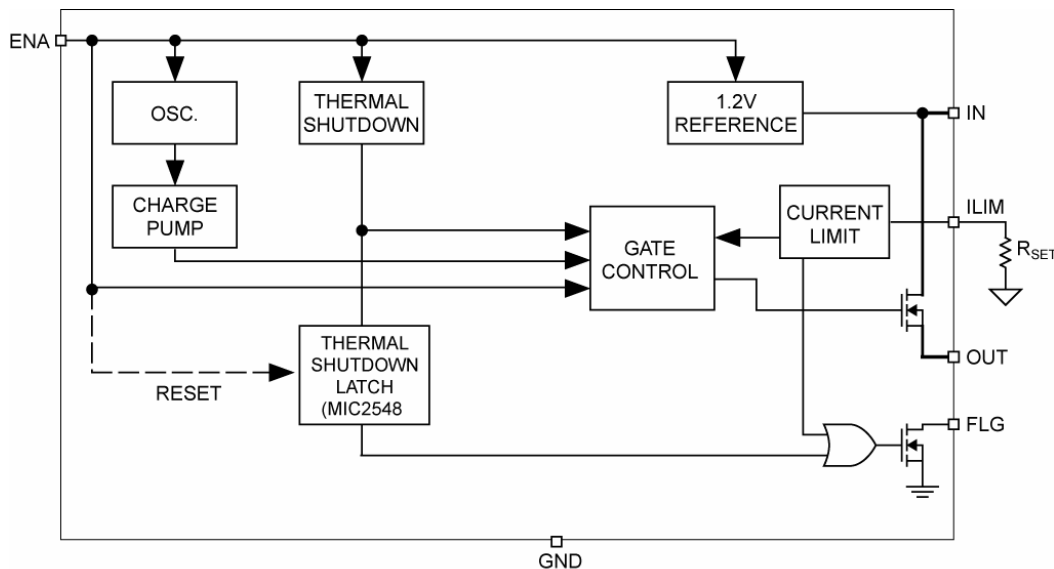 ENA
OSC.
THERMAL
SHUTDOWN
1.2V
REFERENCE
IN
CHARGE
PUMP
GATE
CONTROL
CURRENT
LIMIT
ILIM
RSET
THERMAL
SHUTDOWN
LATCH
(MIC2548
RESET
OUT
FLG
GND